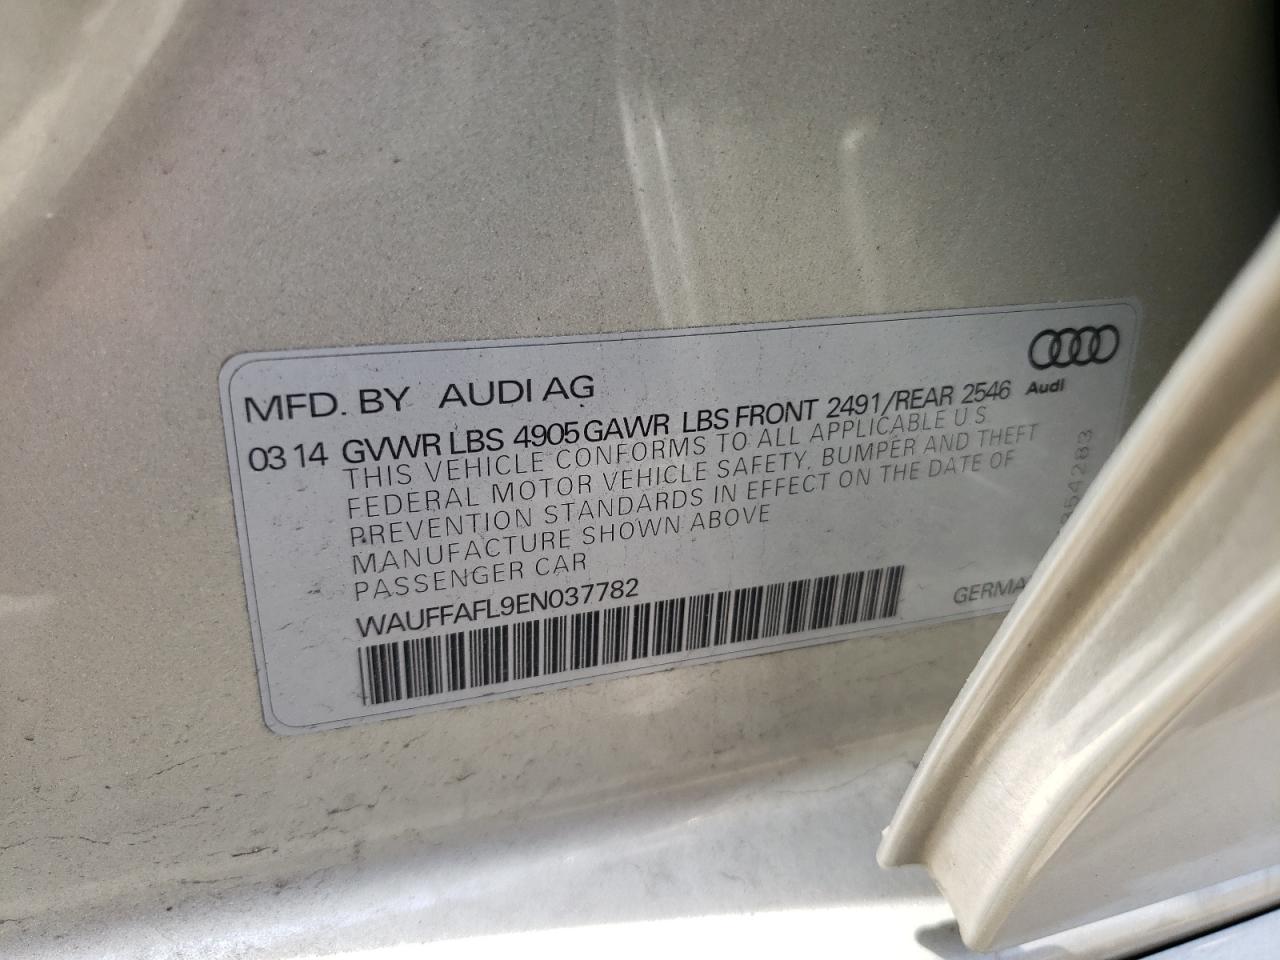 MFD. BY AUDI AG
Audi
03 14 GVWR LBS 4905 GAWR LBS FRONT 2491/REAR 2546
THIS VEHICLE CONFORMS TO ALL APPLICABLE U S
FEDERAL MOTOR VEHICLE SAFETY, BUMPER AND THEFT
PREVENTION STANDARDS IN EFFECT ON THE DATE OF
MANUFACTURE SHOWN ABOVE
PASSENGER CAR
WAUFFAFL9EN037782